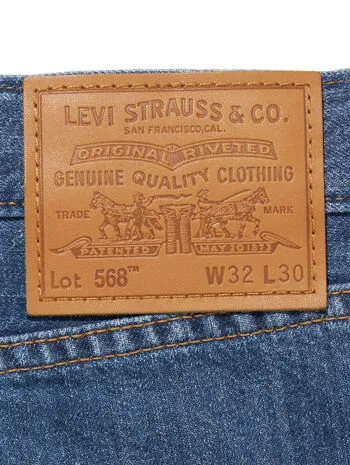 LEVI STRAUSS & CO.
SAN FRANCISCO, CAL.
ORIGINAL RIVETED
GENUINE QUALITY CLOTHING
TRADE MARK
PATENTED MAY 20 1873
Lot 568™ W32 L30